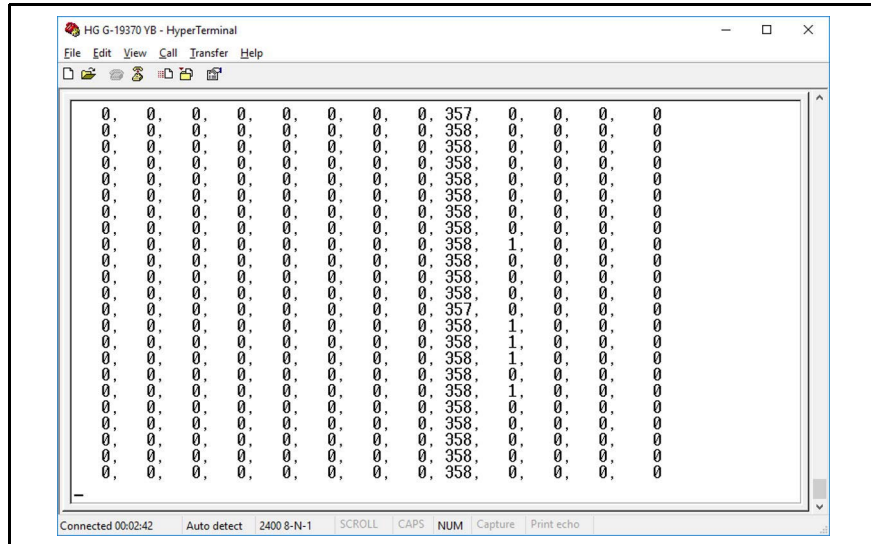 HG G-19370 YB - HyperTerminal
File Edit View Call Transfer Help
0, 0, 0, 0, 0, 0, 0, 0, 357, 0, 0, 0, 0
0, 0, 0, 0, 0, 0, 0, 0, 358, 0, 0, 0, 0
0, 0, 0, 0, 0, 0, 0, 0, 358, 0, 0, 0, 0
0, 0, 0, 0, 0, 0, 0, 0, 358, 0, 0, 0, 0
0, 0, 0, 0, 0, 0, 0, 0, 358, 0, 0, 0, 0
0, 0, 0, 0, 0, 0, 0, 0, 358, 0, 0, 0, 0
0, 0, 0, 0, 0, 0, 0, 0, 358, 0, 0, 0, 0
0, 0, 0, 0, 0, 0, 0, 0, 358, 0, 0, 0, 0
0, 0, 0, 0, 0, 0, 0, 0, 358, 1, 0, 0, 0
0, 0, 0, 0, 0, 0, 0, 0, 358, 0, 0, 0, 0
0, 0, 0, 0, 0, 0, 0, 0, 358, 0, 0, 0, 0
0, 0, 0, 0, 0, 0, 0, 0, 358, 0, 0, 0, 0
0, 0, 0, 0, 0, 0, 0, 0, 357, 0, 0, 0, 0
0, 0, 0, 0, 0, 0, 0, 0, 358, 1, 0, 0, 0
0, 0, 0, 0, 0, 0, 0, 0, 358, 1, 0, 0, 0
0, 0, 0, 0, 0, 0, 0, 0, 358, 1, 0, 0, 0
0, 0, 0, 0, 0, 0, 0, 0, 358, 0, 0, 0, 0
0, 0, 0, 0, 0, 0, 0, 0, 358, 1, 0, 0, 0
0, 0, 0, 0, 0, 0, 0, 0, 358, 0, 0, 0, 0
0, 0, 0, 0, 0, 0, 0, 0, 358, 0, 0, 0, 0
0, 0, 0, 0, 0, 0, 0, 0, 358, 0, 0, 0, 0
0, 0, 0, 0, 0, 0, 0, 0, 358, 0, 0, 0, 0
0, 0, 0, 0, 0, 0, 0, 0, 358, 0, 0, 0, 0
Connected 00:02:42 Auto detect 2400 8-N-1 SCROLL CAPS NUM Capture Print echo